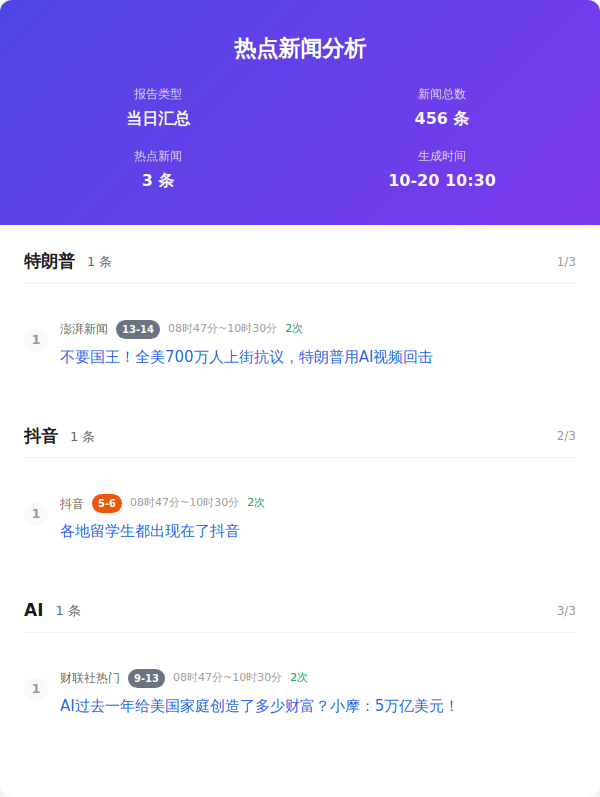 热点新闻分析
报告类型 新闻总数
当日汇总 456 条
热点新闻 生成时间
3 条 10-20 10:30
特朗普 1 条 1/3
1 澎湃新闻 13-14 08时47分~10时30分 2次
不要国王！全美700万人上街抗议，特朗普用AI视频回击
抖音 1 条 2/3
1 抖音 5-6 08时47分~10时30分 2次
各地留学生都出现在了抖音
AI 1 条 3/3
1 财联社热门 9-13 08时47分~10时30分 2次
AI过去一年给美国家庭创造了多少财富？小摩：5万亿美元！